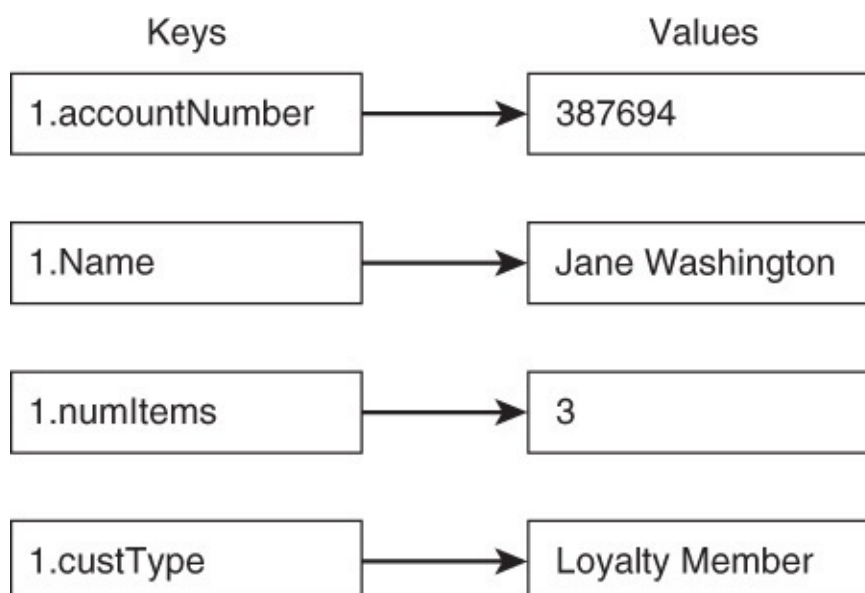 Keys Values
1.accountNumber 387694
1.Name Jane Washington
1.numItems 3
1.custType Loyalty Member